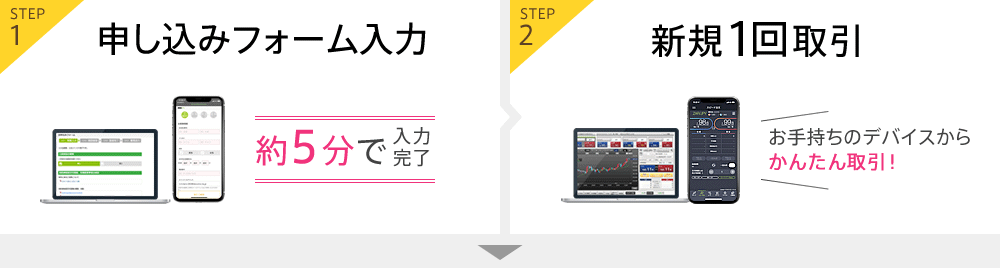 STEP
1
申し込みフォーム入力
約5分で
入力
完了
STEP
2
新規1回取引
お手持ちのデバイスから
かんたん取引!